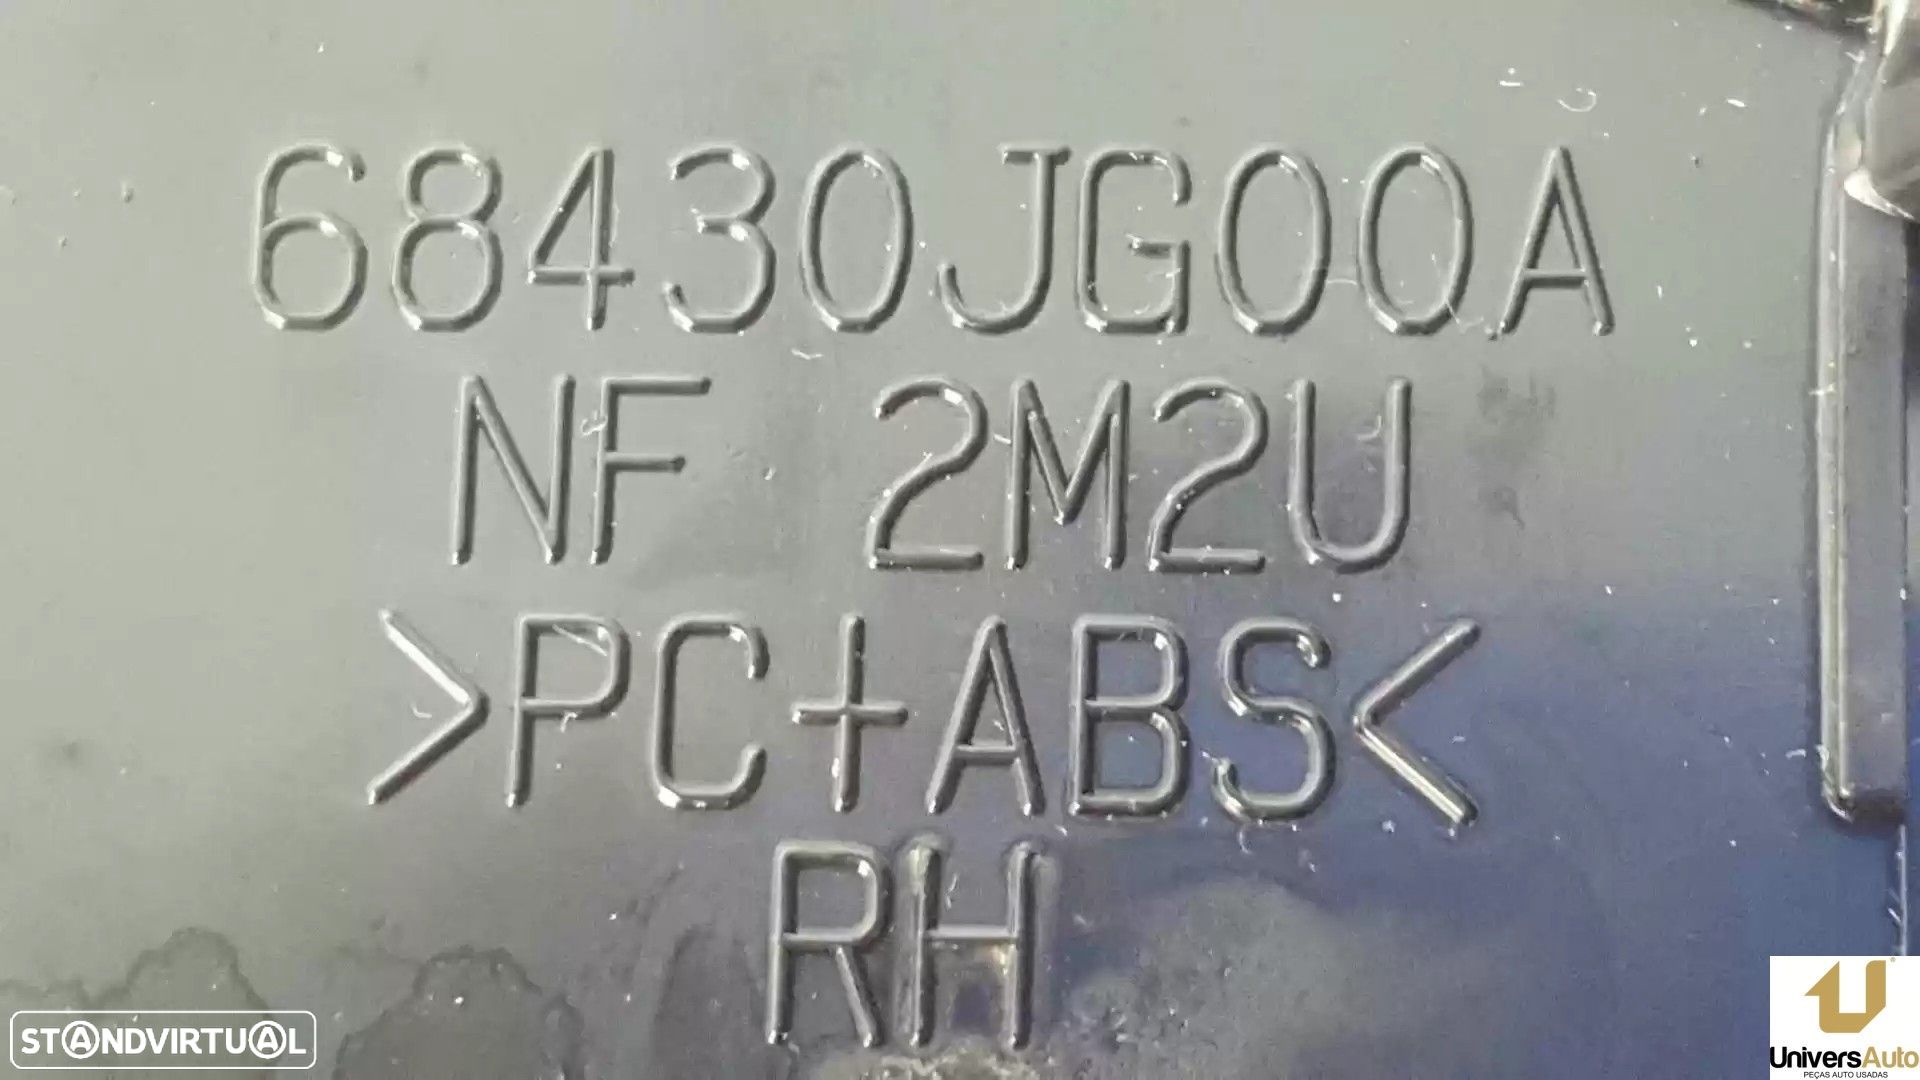 68430JG00A
NF 2M2U
>PC+ABS<
RH
STANDVIRTUAL
UniversAuto
PEÇAS AUTO USADAS